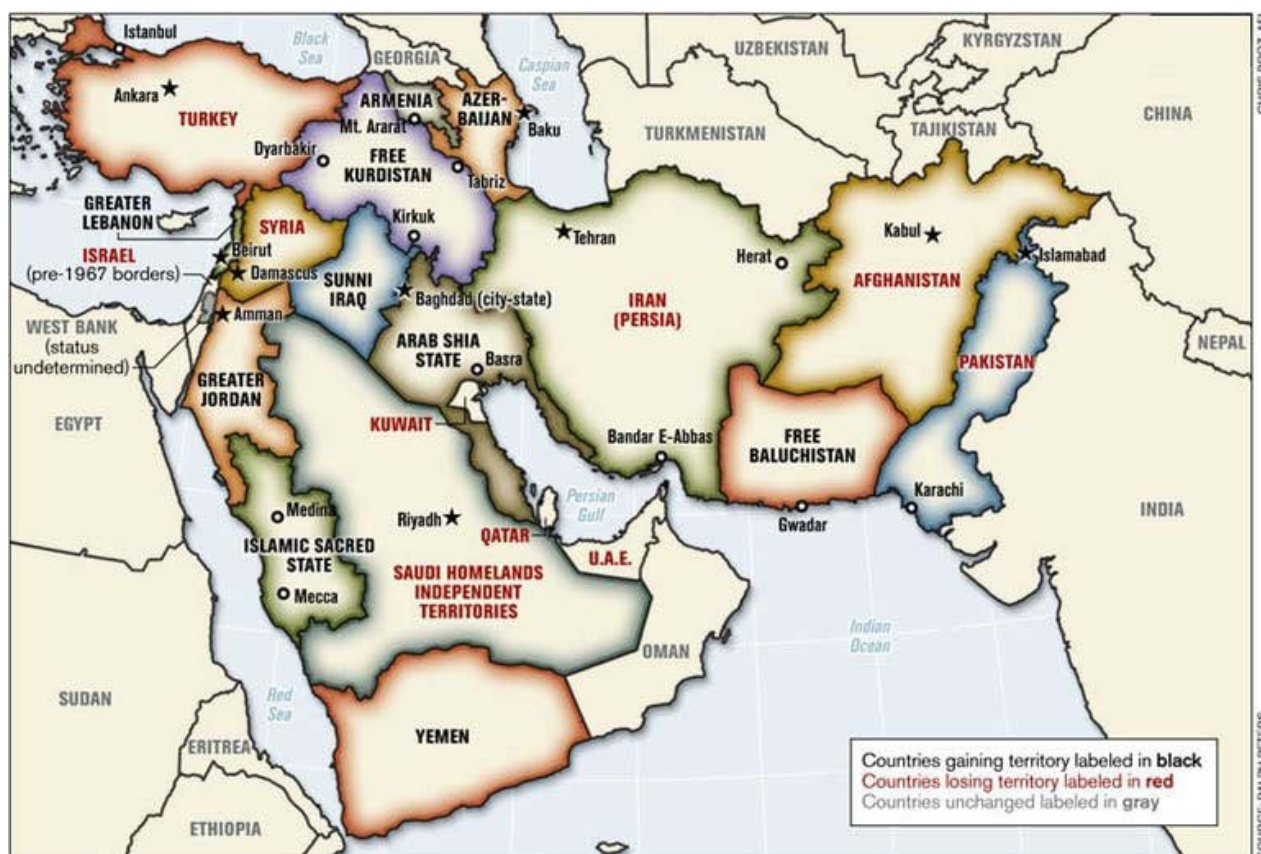 Istanbul
Black
Sea
GEORGIA
Caspian
Sea
UZBEKISTAN
KYRGYZSTAN
Ankara
TURKEY
ARMENIA
Mt. Ararat
AZER-
BAIJAN
Baku
TURKMENISTAN
TAJIKISTAN
CHINA
Dyarbakir
FREE
KURDISTAN
Tabriz
GREATER
LEBANON
SYRIA
Kirkuk
Tehran
Herat
Kabul
Islamabad
ISRAEL
(pre-1967 borders)
Beirut
Damascus
SUNNI
IRAQ
Baghdad (city-state)
IRAN
(PERSIA)
AFGHANISTAN
WEST BANK
(status
undetermined)
Amman
ARAB SHIA
STATE
Basra
PAKISTAN
NEPAL
EGYPT
GREATER
JORDAN
KUWAIT
Bandar E-Abbas
FREE
BALUCHISTAN
Karachi
Gwadar
INDIA
Medina
Riyadh
Persian
Gulf
QATAR
U.A.E.
ISLAMIC SACRED
STATE
Mecca
SAUDI HOMELANDS
INDEPENDENT
TERRITORIES
OMAN
Indian
Ocean
SUDAN
Red
Sea
YEMEN
ERITREA
ETHIOPIA
Countries gaining territory labeled in black
Countries losing territory labeled in red
Countries unchanged labeled in gray